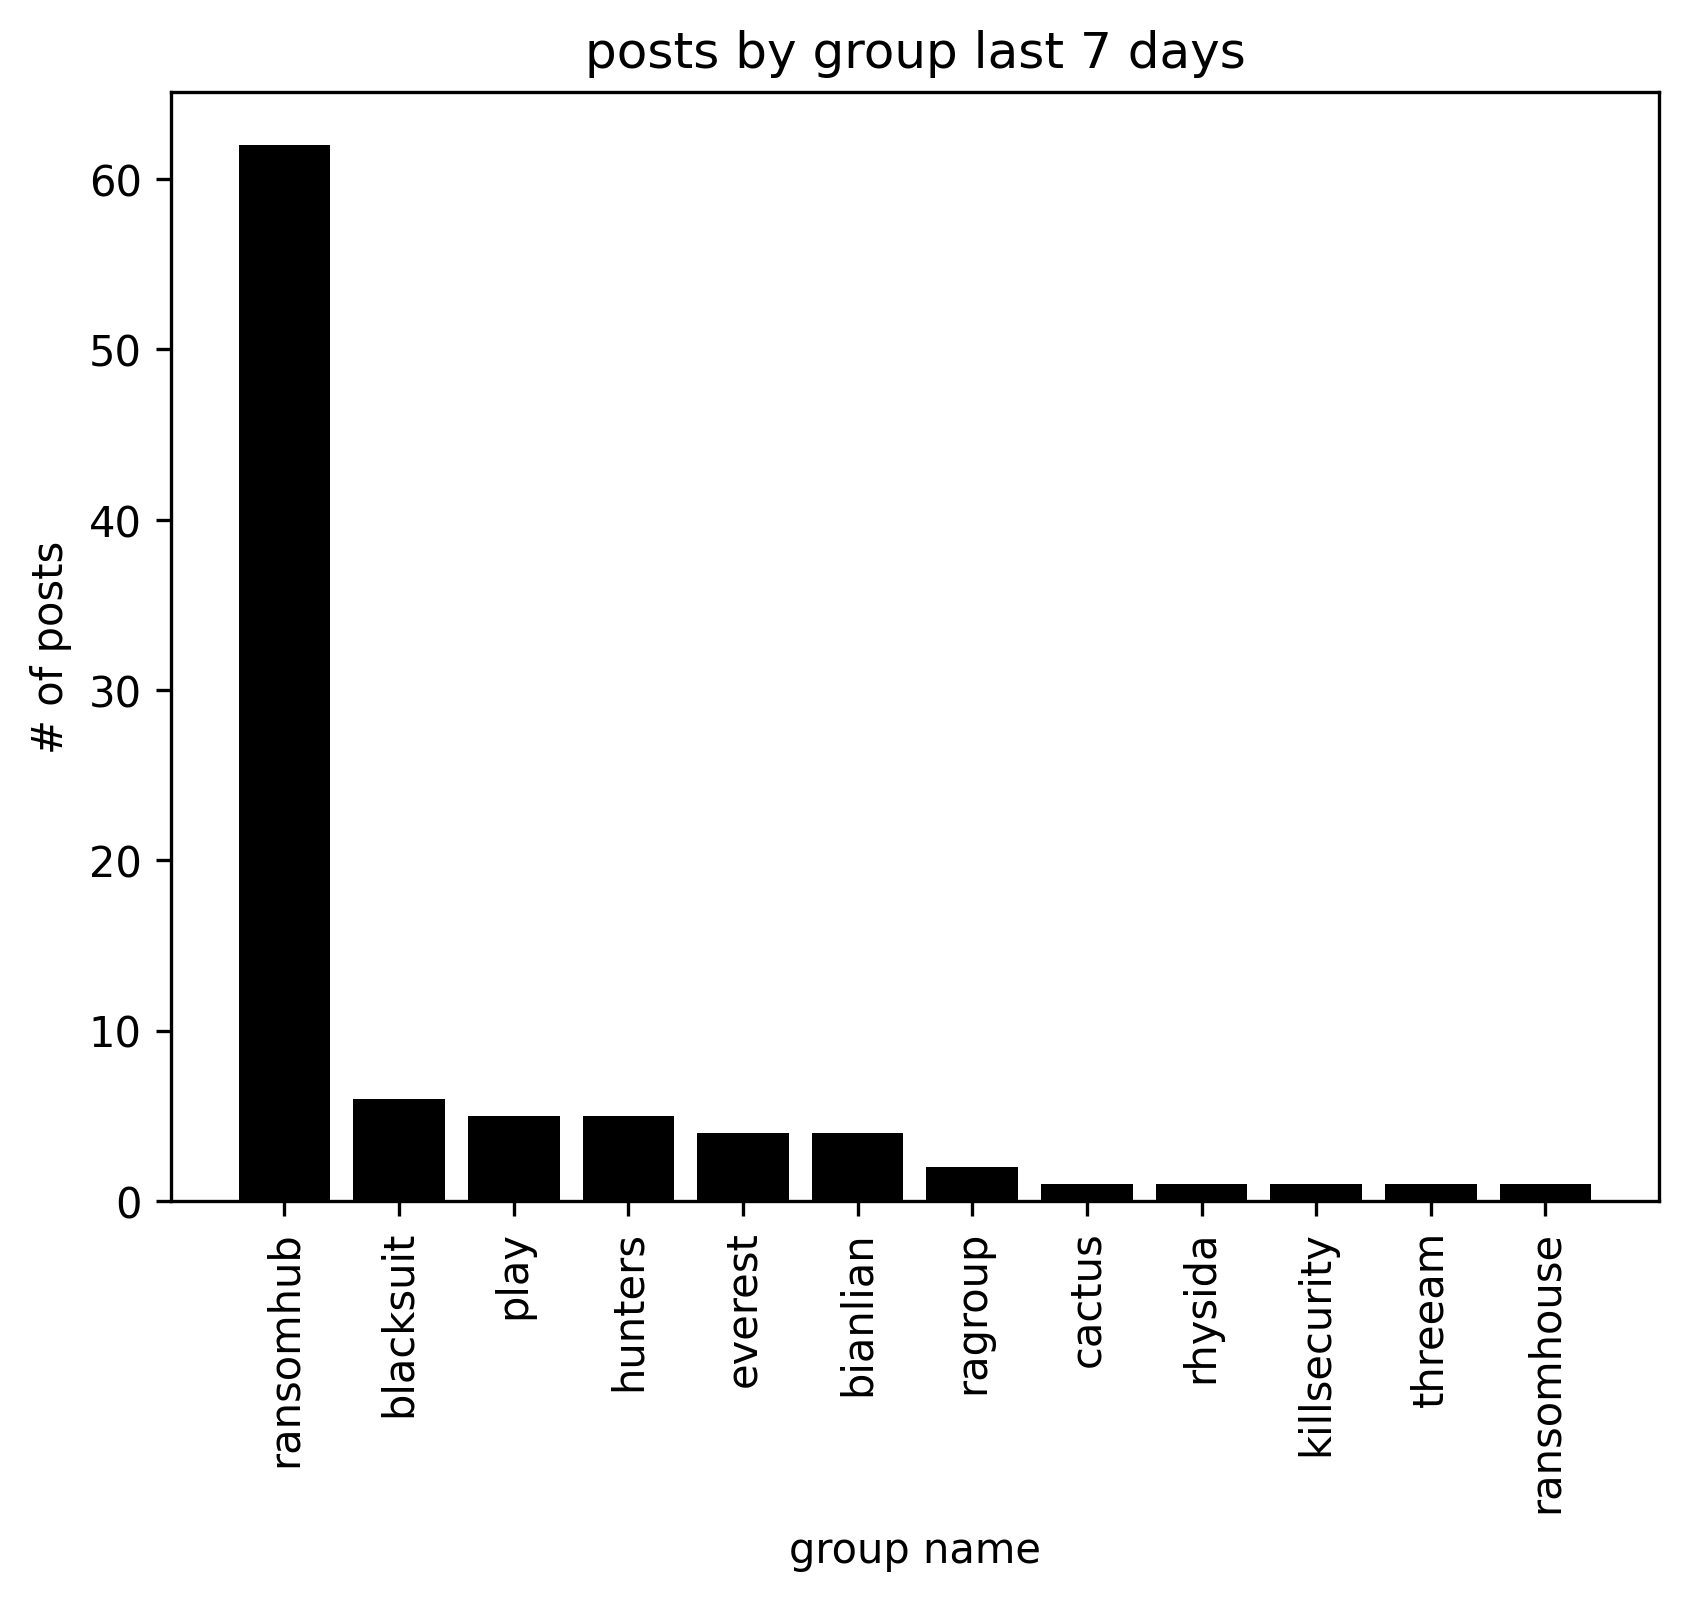 posts by group last 7 days
# of posts
60
50
40
30
20
10
0
ransomhub
blacksuit
play
hunters
everest
bianlian
ragroup
cactus
rhysida
killsecurity
threeam
ransomhouse
group name